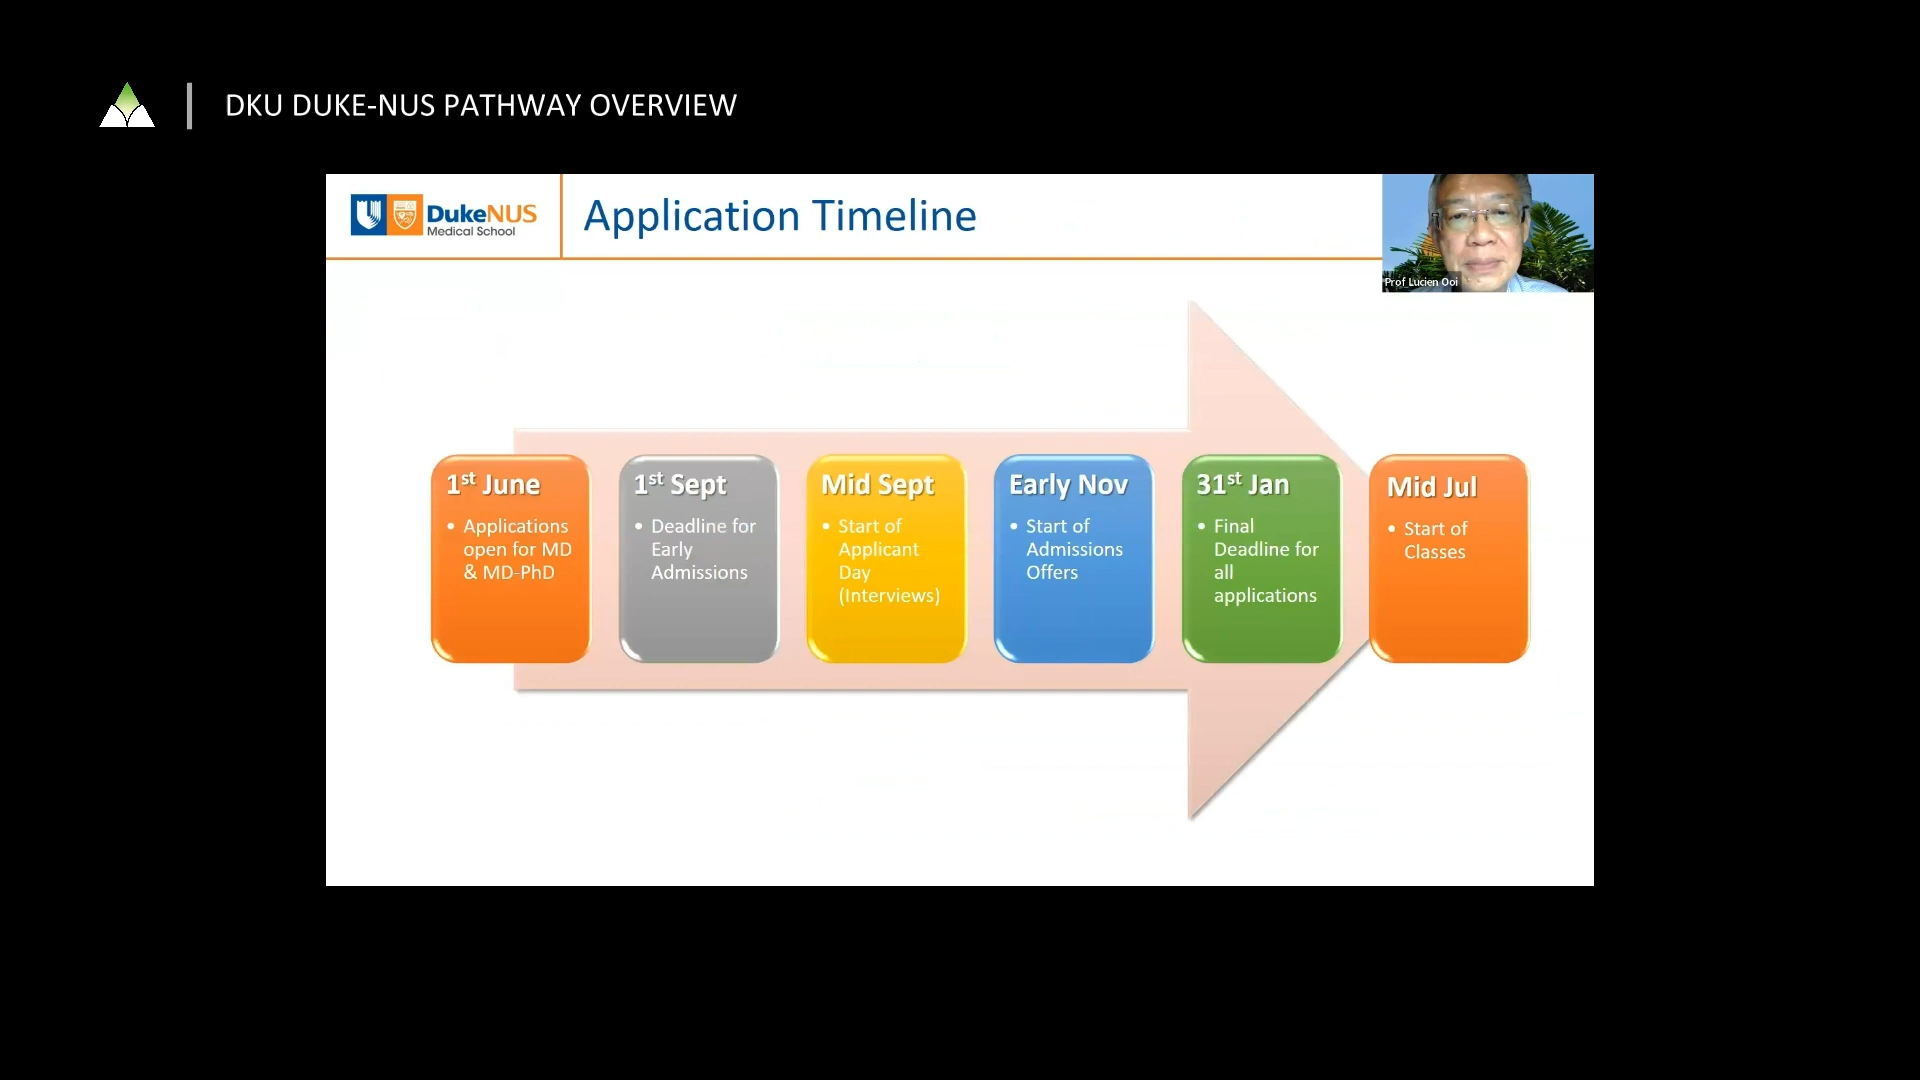 DKU DUKE-NUS PATHWAY OVERVIEW
DukeNUS
Medical School
Application Timeline
Prof Lucien Ooi
1st June
• Applications
open for MD
& MD-PhD
1st Sept
• Deadline for
Early
Admissions
Mid Sept
• Start of
Applicant
Day
(Interviews)
Early Nov
• Start of
Admissions
Offers
31st Jan
• Final
Deadline for
all
applications
Mid Jul
• Start of
Classes